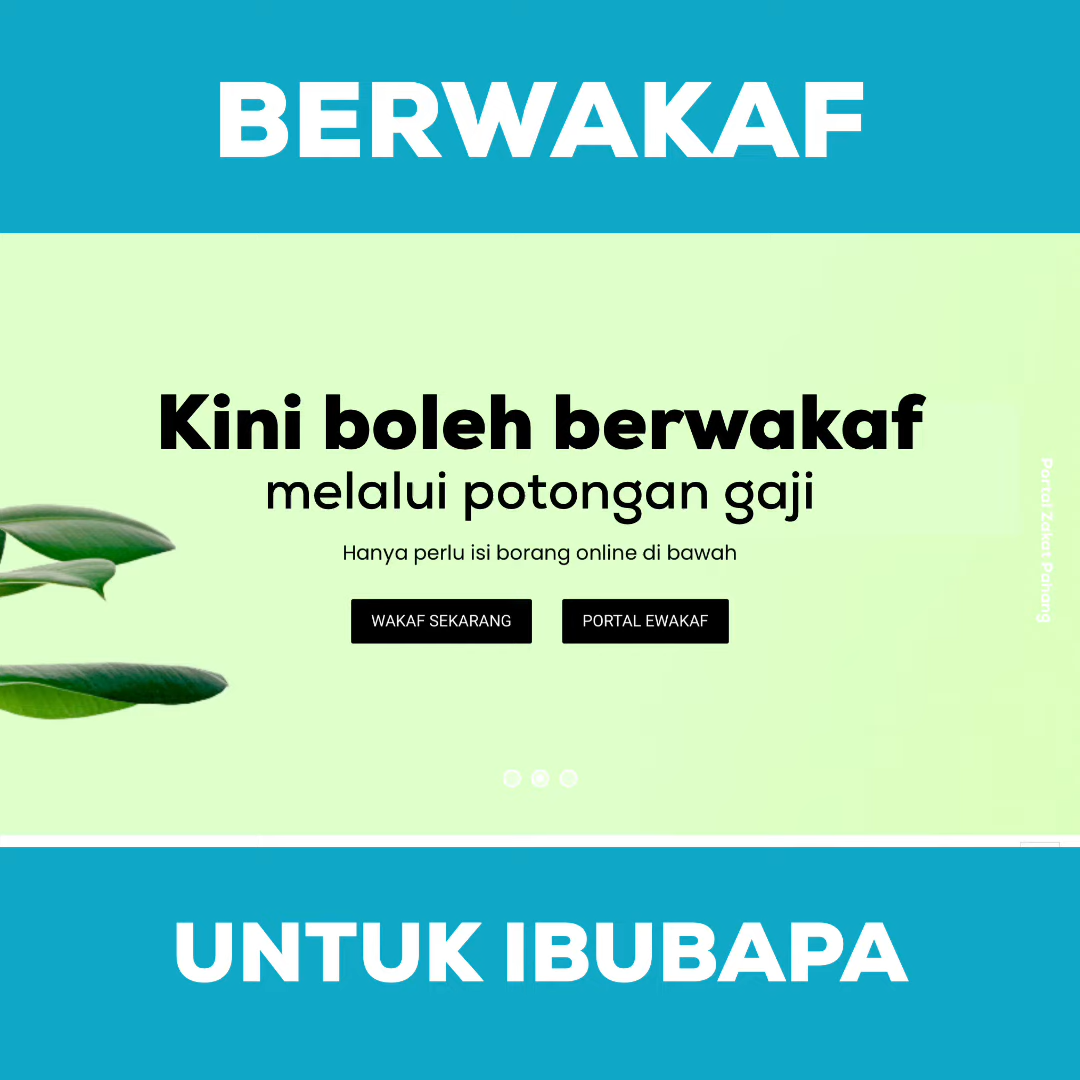 BERWAKAF
Kini boleh berwakaf
melalui potongan gaji
Hanya perlu isi borang online di bawah
WAKAF SEKARANG
PORTAL EWAKAF
Portal Zakat Pahang
UNTUK IBUBAPA